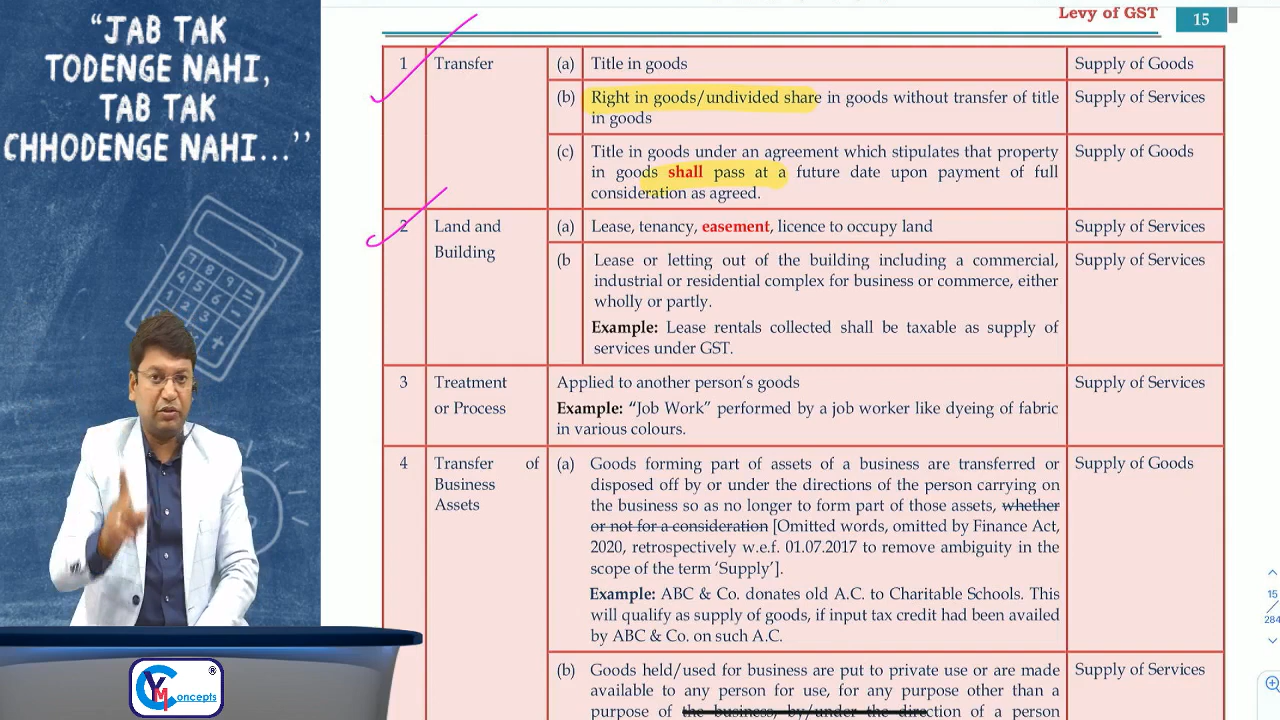 “JAB TAK
TODENGE NAHI,
TAB TAK
CHHODENGE NAHI...’’
Levy of GST 15
1 Transfer (a) Title in goods Supply of Goods
(b) Right in goods/undivided share in goods without transfer of title Supply of Services
in goods
(c) Title in goods under an agreement which stipulates that property Supply of Goods
in goods shall pass at a future date upon payment of full
consideration as agreed.
2 Land and (a) Lease, tenancy, easement, licence to occupy land Supply of Services
Building (b Lease or letting out of the building including a commercial, Supply of Services
industrial or residential complex for business or commerce, either
wholly or partly.
Example: Lease rentals collected shall be taxable as supply of
services under GST.
3 Treatment Applied to another person’s goods Supply of Services
or Process Example: “Job Work” performed by a job worker like dyeing of fabric
in various colours.
4 Transfer of (a) Goods forming part of assets of a business are transferred or Supply of Goods
Business disposed off by or under the directions of the person carrying on
Assets the business so as no longer to form part of those assets, whether
or not for a consideration [Omitted words, omitted by Finance Act,
2020, retrospectively w.e.f. 01.07.2017 to remove ambiguity in the
scope of the term ‘Supply’].
Example: ABC & Co. donates old A.C. to Charitable Schools. This
will qualify as supply of goods, if input tax credit had been availed
by ABC & Co. on such A.C.
(b) Goods held/used for business are put to private use or are made Supply of Services
available to any person for use, for any purpose other than a
purpose of the business, by/under the direction of a person
15
284
YM Concepts ®
7 8 9 ÷
4 5 6 -
1 2 3
+